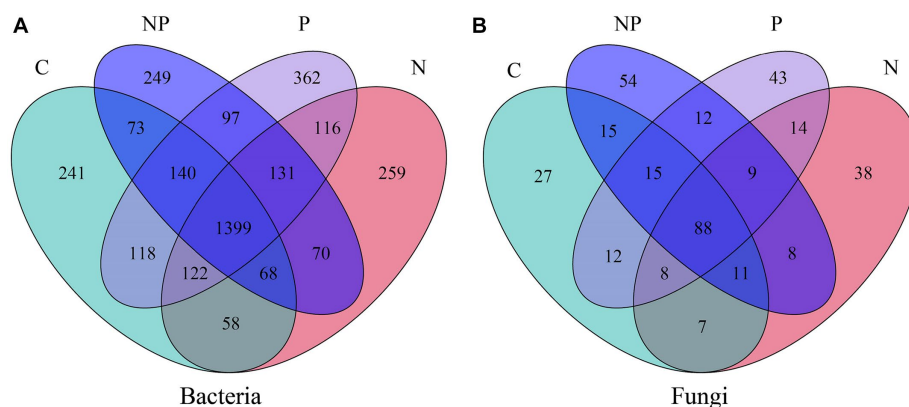 A NP P B NP P
C N C N
249 362 54 43
73 97 116 15 12 14
241 140 131 259 27 15 9 38
1399 88
118 122 68 70 12 8 11 8
58 7
Bacteria Fungi